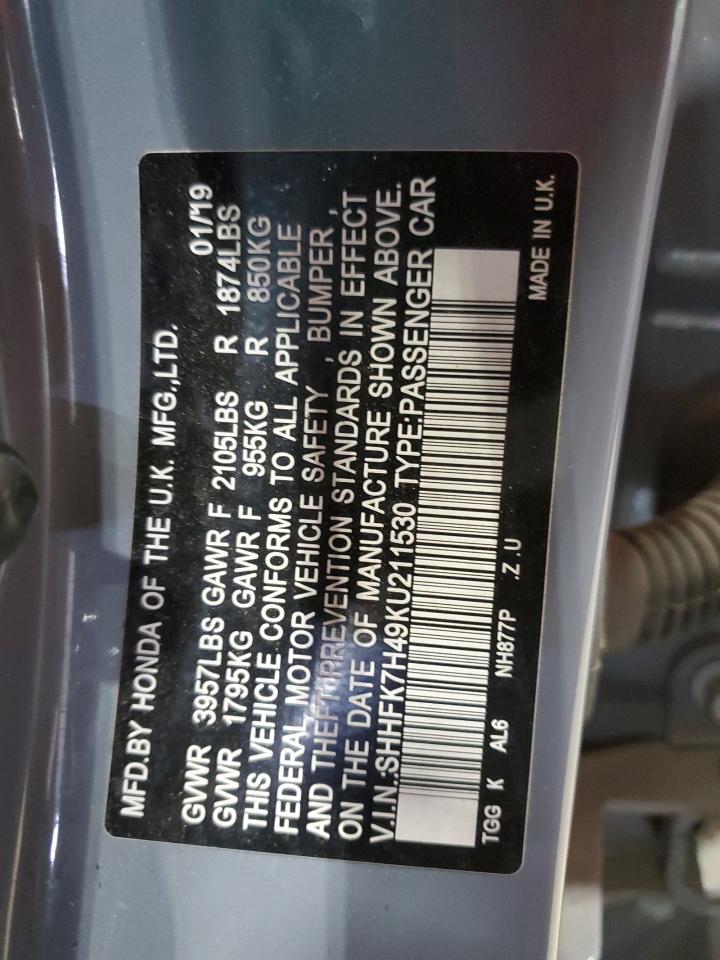 MFD.BY HONDA OF THE U.K. MFG.,LTD.
01/'19
GVWR 3957LBS GAWR F 2105LBS R 1874LBS
GVWR 1795KG GAWR F 955KG R 850KG
THIS VEHICLE CONFORMS TO ALL APPLICABLE
FEDERAL MOTOR VEHICLE SAFETY , BUMPER ,
AND THEFT PREVENTION STANDARDS IN EFFECT
ON THE DATE OF MANUFACTURE SHOWN ABOVE.
V.I.N.:SHHFK7H49KU211530 TYPE:PASSENGER CAR
TGG K AL6 NH877P .Z .U
MADE IN U.K.